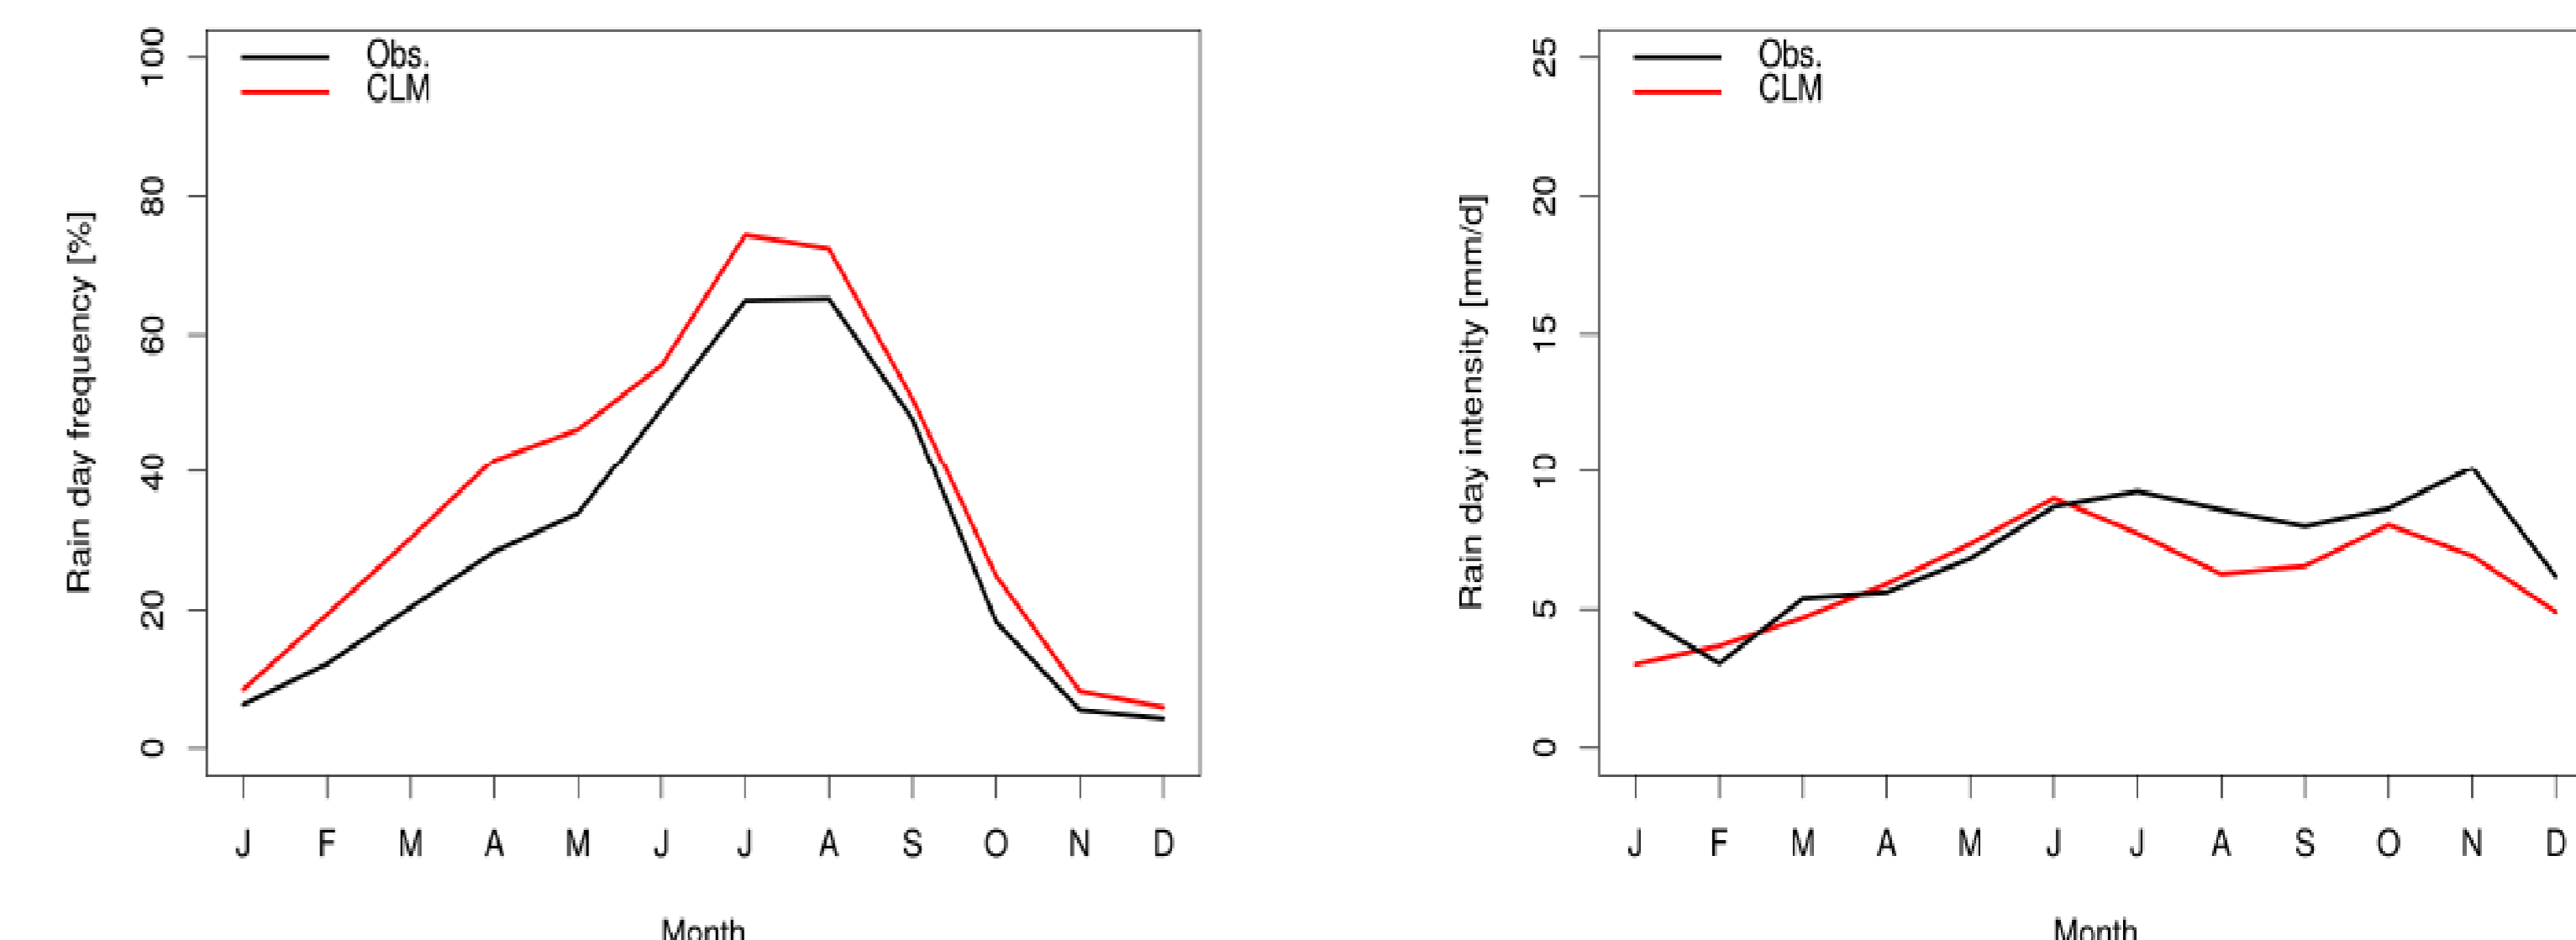 Obs.
CLM
Rain day frequency [%]
100
80
60
40
20
0
J F M A M J J A S O N D
Month
Obs.
CLM
Rain day intensity [mm/d]
25
20
15
10
5
0
J F M A M J J A S O N D
Month